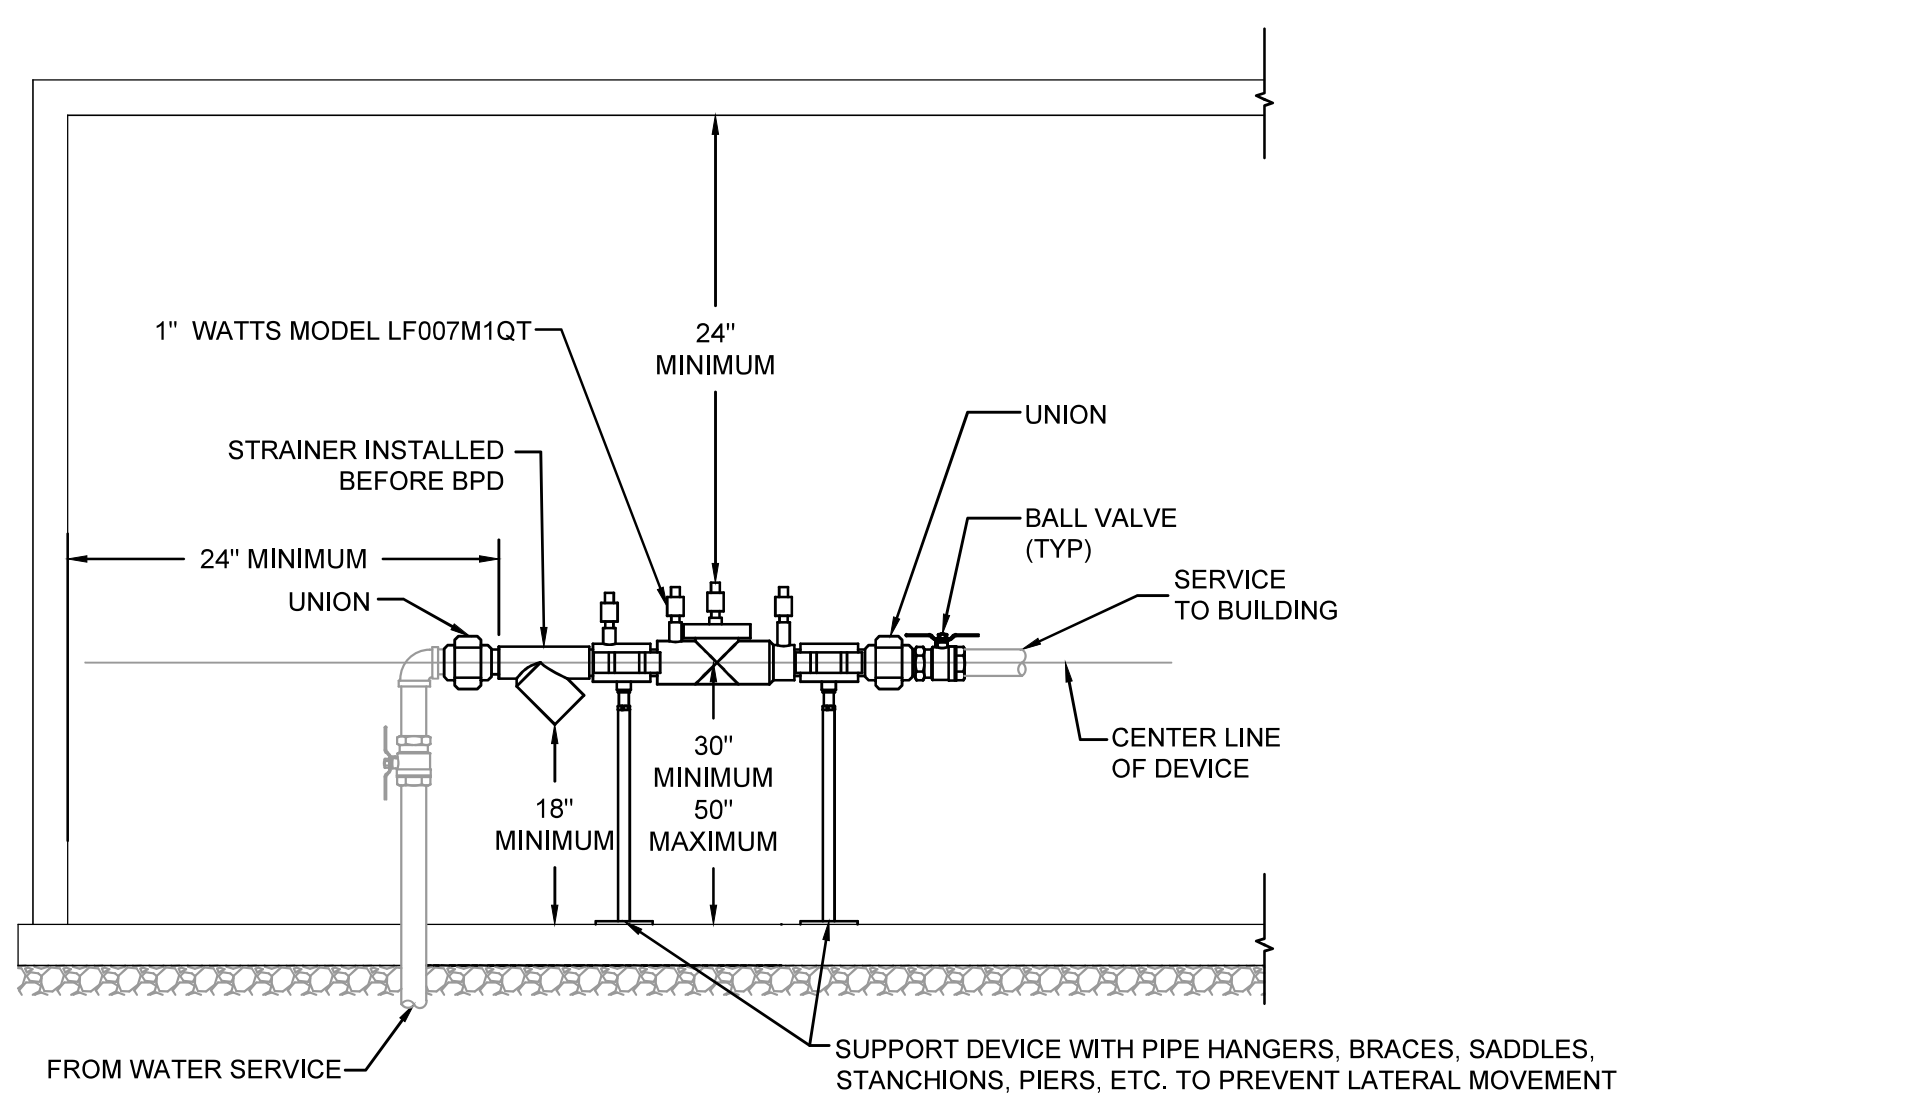 1" WATTS MODEL LF007M1QT
24"
MINIMUM
UNION
STRAINER INSTALLED
BEFORE BPD
BALL VALVE
(TYP)
24" MINIMUM
UNION
SERVICE
TO BUILDING
CENTER LINE
OF DEVICE
18"
MINIMUM
30"
MINIMUM
50"
MAXIMUM
FROM WATER SERVICE
SUPPORT DEVICE WITH PIPE HANGERS, BRACES, SADDLES,
STANCHIONS, PIERS, ETC. TO PREVENT LATERAL MOVEMENT